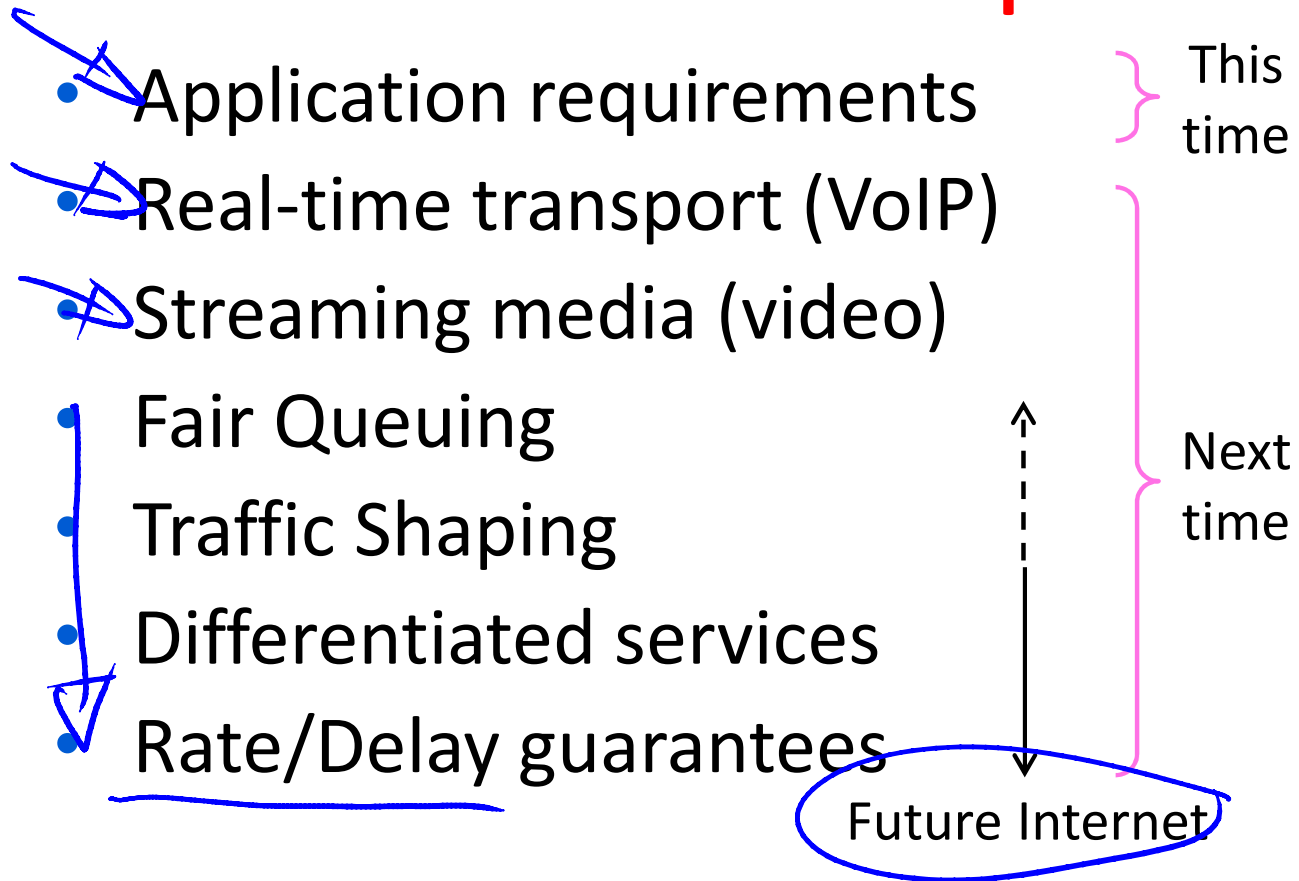 • Application requirements
This
time
• Real-time transport (VoIP)
• Streaming media (video)
• Fair Queuing
• Traffic Shaping
• Differentiated services
• Rate/Delay guarantees
Next
time
Future Internet